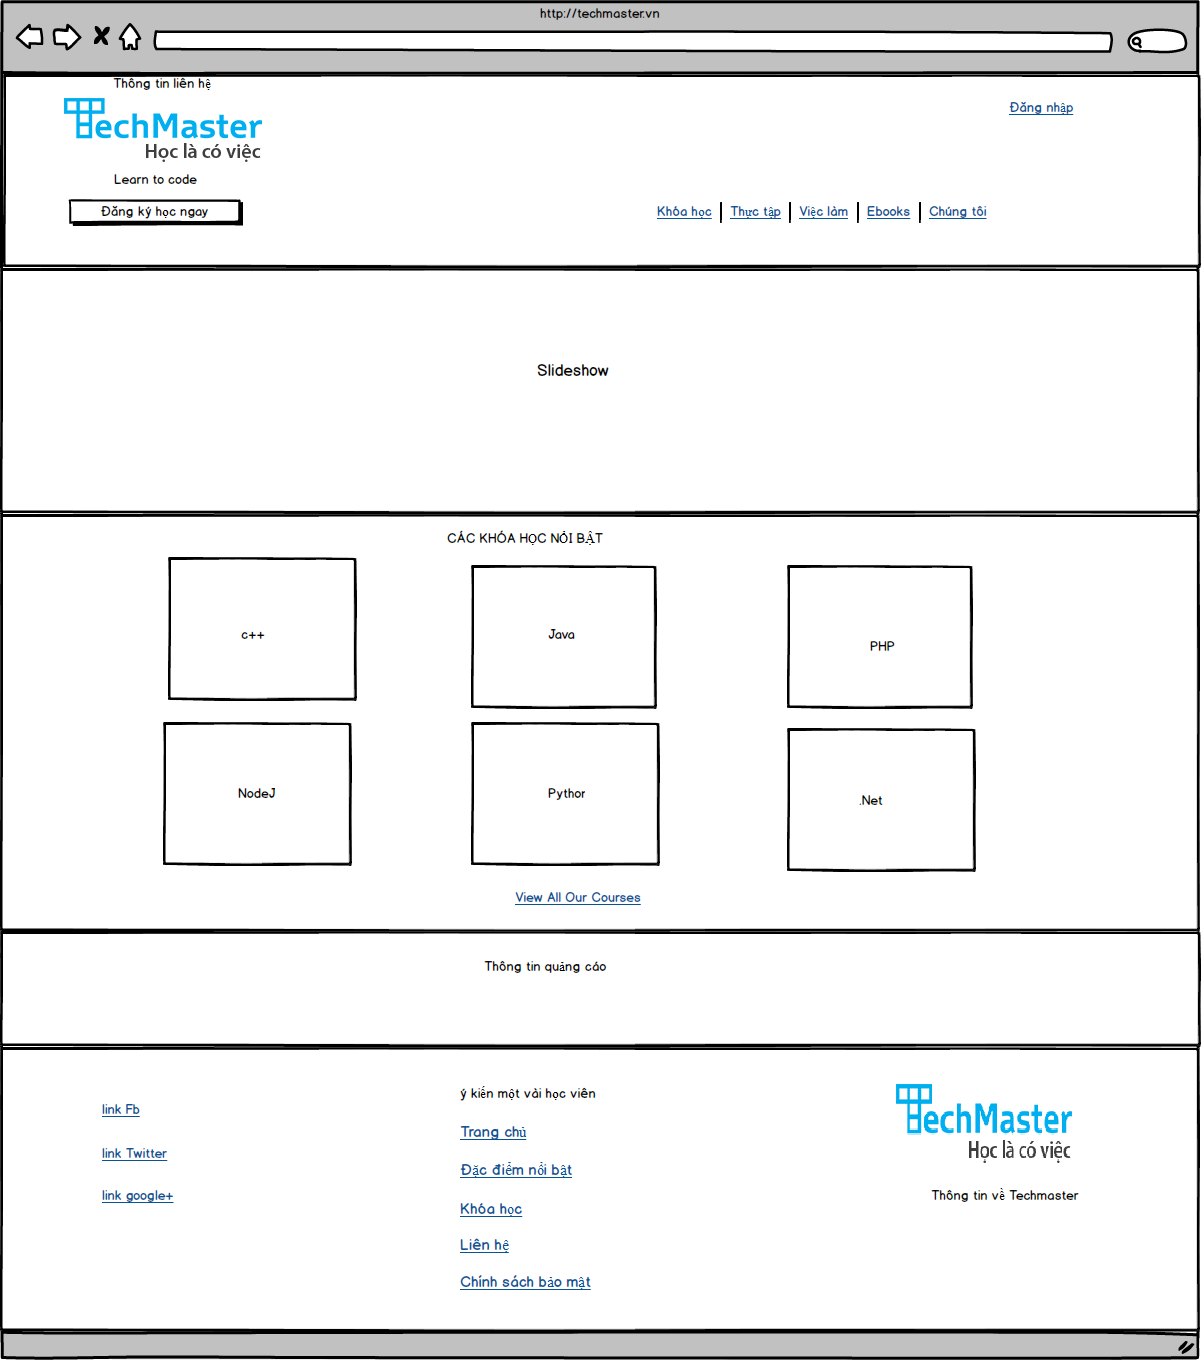 http://techmaster.vn
Thông tin liên hệ
TechMaster
Học là có việc
Đăng nhập
Learn to code
Đăng ký học ngay
Khóa học | Thực tập | Việc làm | Ebooks | Chúng tôi
Slideshow
CÁC KHÓA HỌC NỔI BẬT
c++
Java
PHP
NodeJ
Pythor
.Net
View All Our Courses
Thông tin quảng cáo
link Fb
link Twitter
link google+
ý kiến một vài học viên
Trang chủ
Đặc điểm nổi bật
Khóa học
Liên hệ
Chính sách bảo mật
TechMaster
Học là có việc
Thông tin về Techmaster